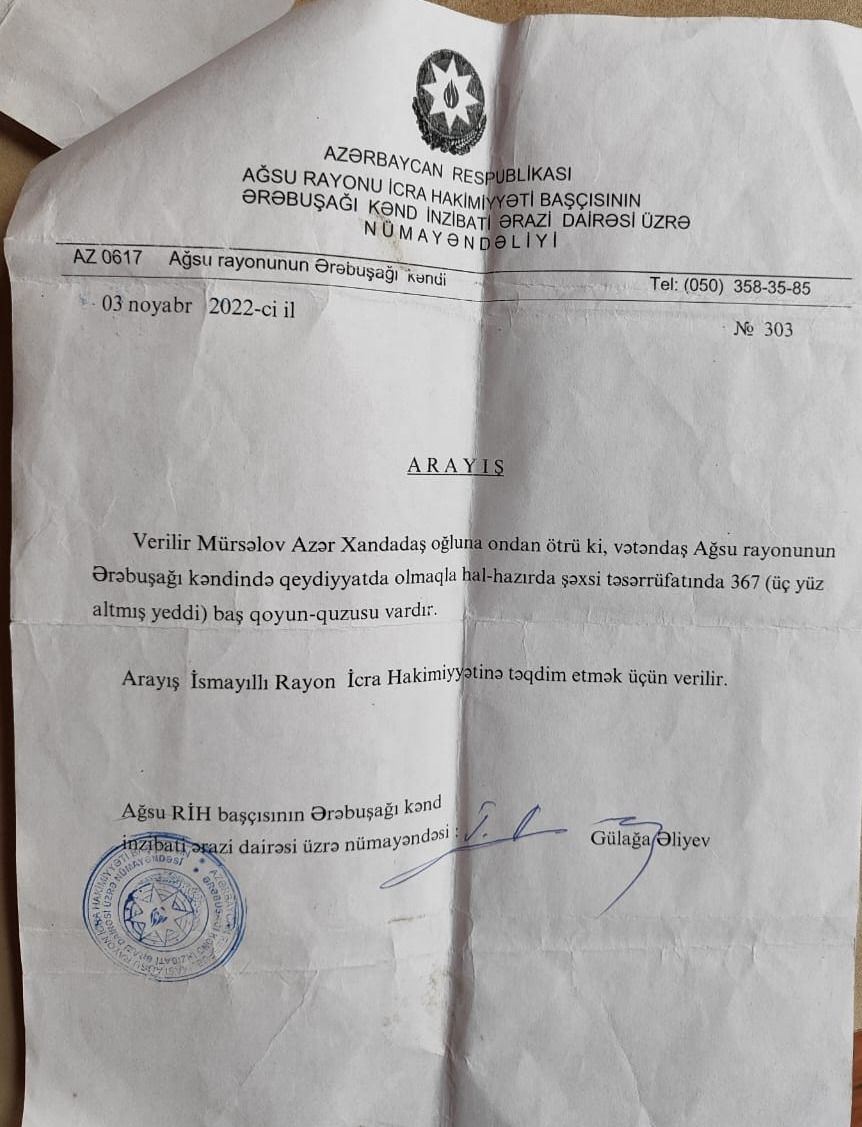 AZƏRBAYCAN RESPUBLİKASI
AĞSU RAYONU İCRA HAKİMİYYƏTİ BAŞÇISININ
ƏRƏBUŞAĞI KƏND İNZİBATİ ƏRAZİ DAİRƏSİ ÜZRƏ
NÜMAYƏNDƏLİYİ
AZ 0617 Ağsu rayonunun Ərəbuşağı kəndi Tel: (050) 358-35-85
03 noyabr 2022-ci il № 303
ARAYIŞ
Verilir Mürsəlov Azər Xandadaş oğluna ondan ötrü ki, vətəndaş Ağsu rayonunun
Ərəbuşağı kəndində qeydiyyatda olmaqla hal-hazırda şəxsi təsərrüfatında 367 (üç yüz
altmış yeddi) baş qoyun-quzusu vardır.
Arayış İsmayıllı Rayon İcra Hakimiyyətinə təqdim etmək üçün verilir.
Ağsu RİH başçısının Ərəbuşağı kənd
inzibati ərazi dairəsi üzrə nümayəndəsi : Gülağa Əliyev